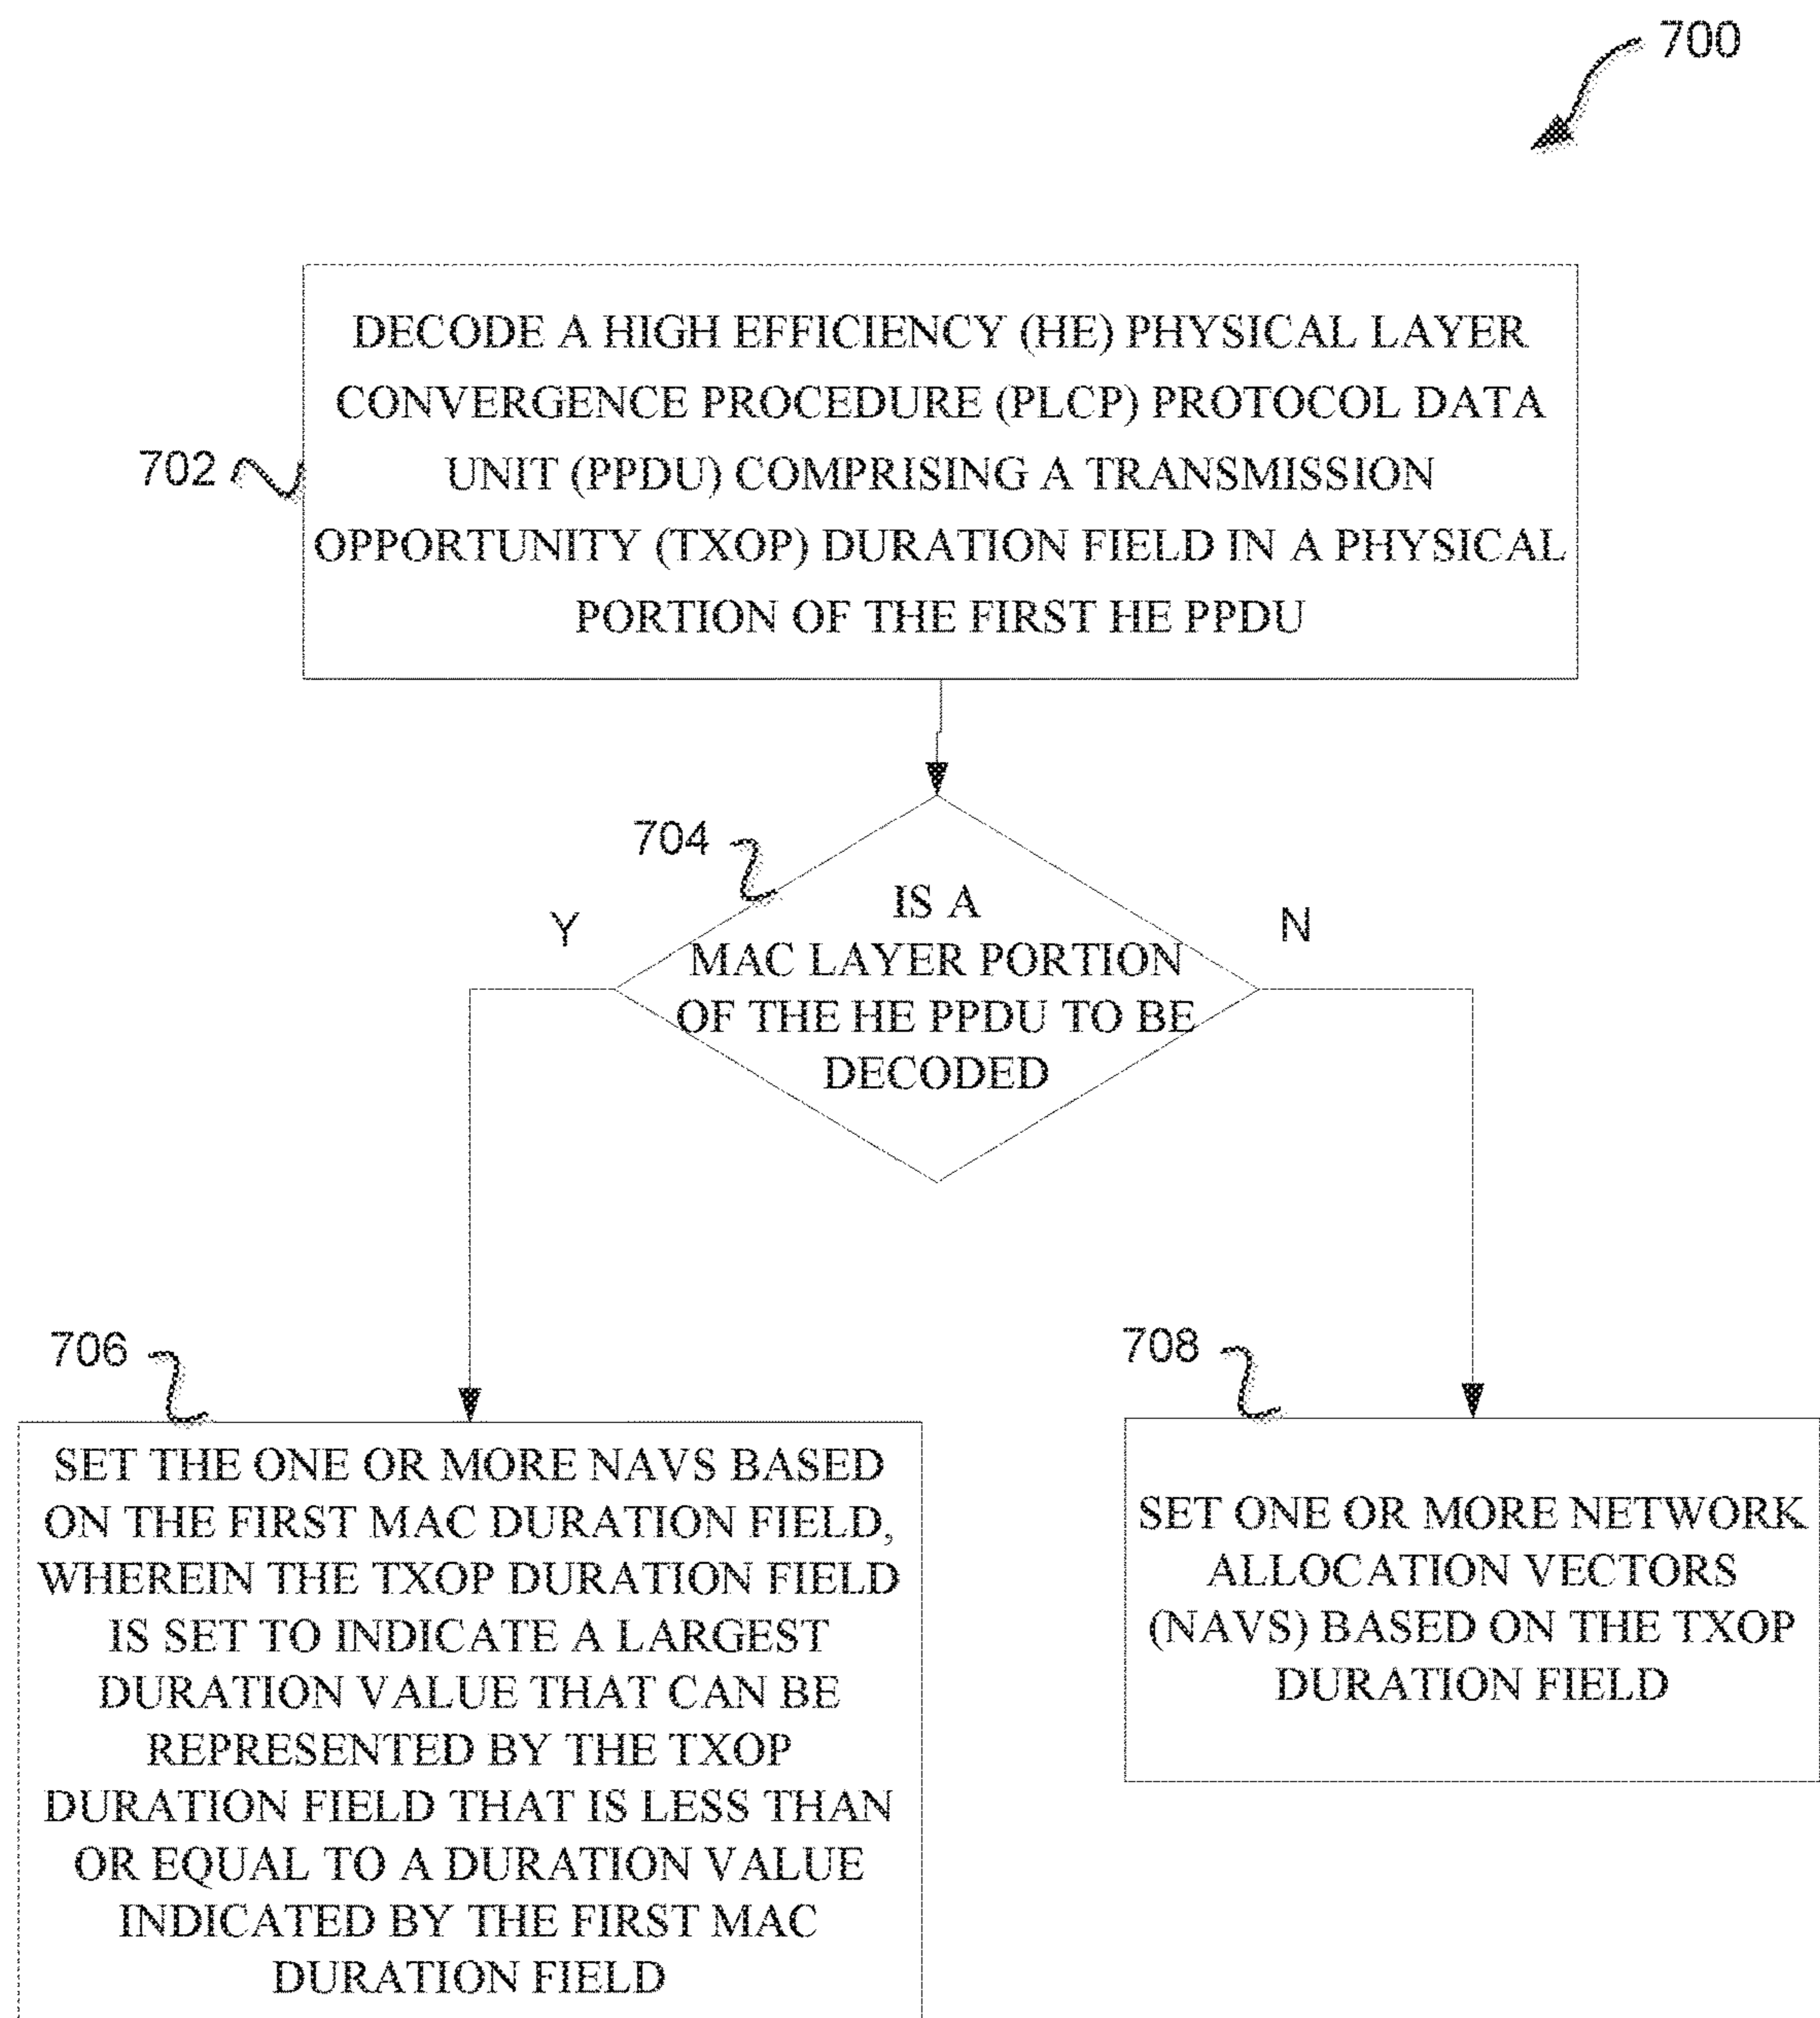 700
DECODE A HIGH EFFICIENCY (HE) PHYSICAL LAYER
CONVERGENCE PROCEDURE (PLCP) PROTOCOL DATA
702
UNIT (PPDU) COMPRISING A TRANSMISSION
OPPORTUNITY (TXOP) DURATION FIELD IN A PHYSICAL
PORTION OF THE FIRST HE PPDU
704
Y
N
IS A
MAC LAYER PORTION
OF THE HE PPDU TO BE
DECODED
706
SET THE ONE OR MORE NAVS BASED
ON THE FIRST MAC DURATION FIELD,
WHEREIN THE TXOP DURATION FIELD
IS SET TO INDICATE A LARGEST
DURATION VALUE THAT CAN BE
REPRESENTED BY THE TXOP
DURATION FIELD THAT IS LESS THAN
OR EQUAL TO A DURATION VALUE
INDICATED BY THE FIRST MAC
DURATION FIELD
708
SET ONE OR MORE NETWORK
ALLOCATION VECTORS
(NAVS) BASED ON THE TXOP
DURATION FIELD